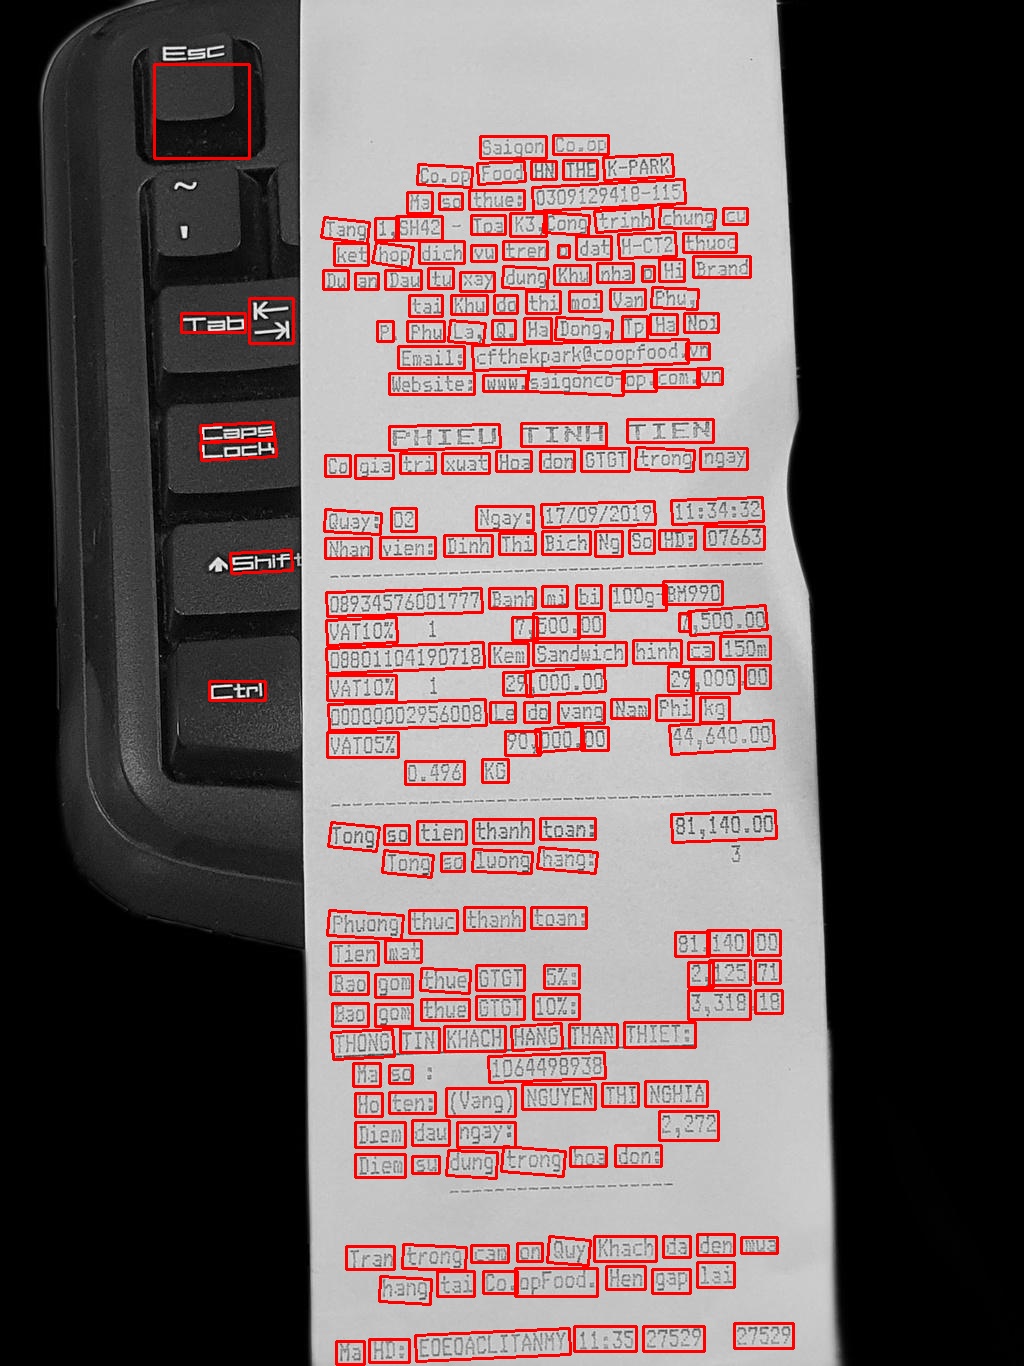 Esc
~
'
Tab
Caps
Lock
Shift
Ctrl
Saigon Co.op
Co.op Food HN THE K-PARK
Ma so thue: 0309129418-115
Tang 1,SH42 - Toa K3,Cong trinh chung cu
ket hop dich vu tren o dat H-CT2 thuoc
Du an Dau tu xay dung Khu nha o Hi Brand
tai Khu do thi moi Van Phu,
P Phu La, Q. Ha Dong, Tp Ha Noi
Email: cfthekpark@coopfood.vn
Website: www.saigonco-op.com.vn
PHIEU TINH TIEN
Co gia tri xuat Hoa don GTGT trong ngay
Quay: 02 Ngay: 17/09/2019 11:34:32
Nhan vien: Dinh Thi Bich Ng So HD: 07663
08934576001777 Banh mi bi 100g-BM990
VAT10% 1 7,500.00 7,500.00
08801104190718 Kem Sandwich hinh ca 150m
VAT10% 1 29,000.00 29,000.00
00000002956008 Le do vang Nam Phi kg
VAT05% 90,000.00 44,640.00
0.496 KG
Tong so tien thanh toan: 81,140.00
Tong so luong hang: 3
Phuong thuc thanh toan:
Tien mat 81,140.00
Bao gom thue GTGT 5%: 2,125.71
Bao gom thue GTGT 10%: 3,318.18
THONG TIN KHACH HANG THAN THIET:
Ma so : 1064498938
Ho ten: (Vang) NGUYEN THI NGHIA
Diem dau ngay: 2,272
Diem su dung trong hoa don:
Tran trong cam on Quy Khach da den mua
hang tai Co.opFood. Hen gap lai
Ma HD: EOEOACLITANMY 11:35 27529 27529